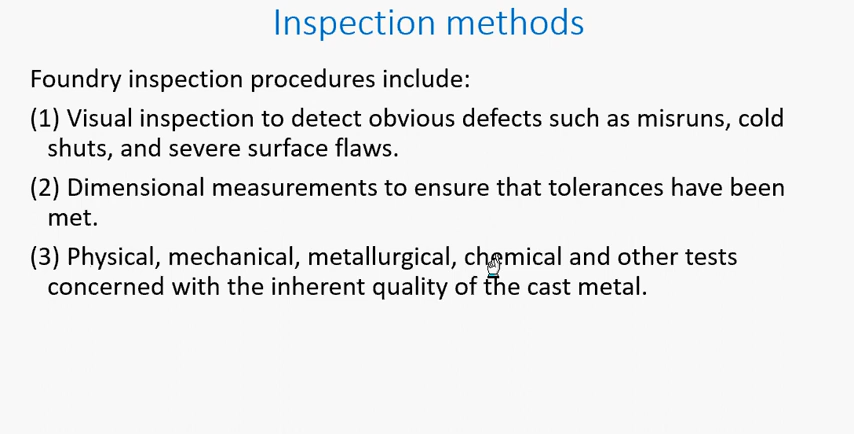 Inspection methods
Foundry inspection procedures include:
(1) Visual inspection to detect obvious defects such as misruns, cold
shuts, and severe surface flaws.
(2) Dimensional measurements to ensure that tolerances have been
met.
(3) Physical, mechanical, metallurgical, chemical and other tests
concerned with the inherent quality of the cast metal.